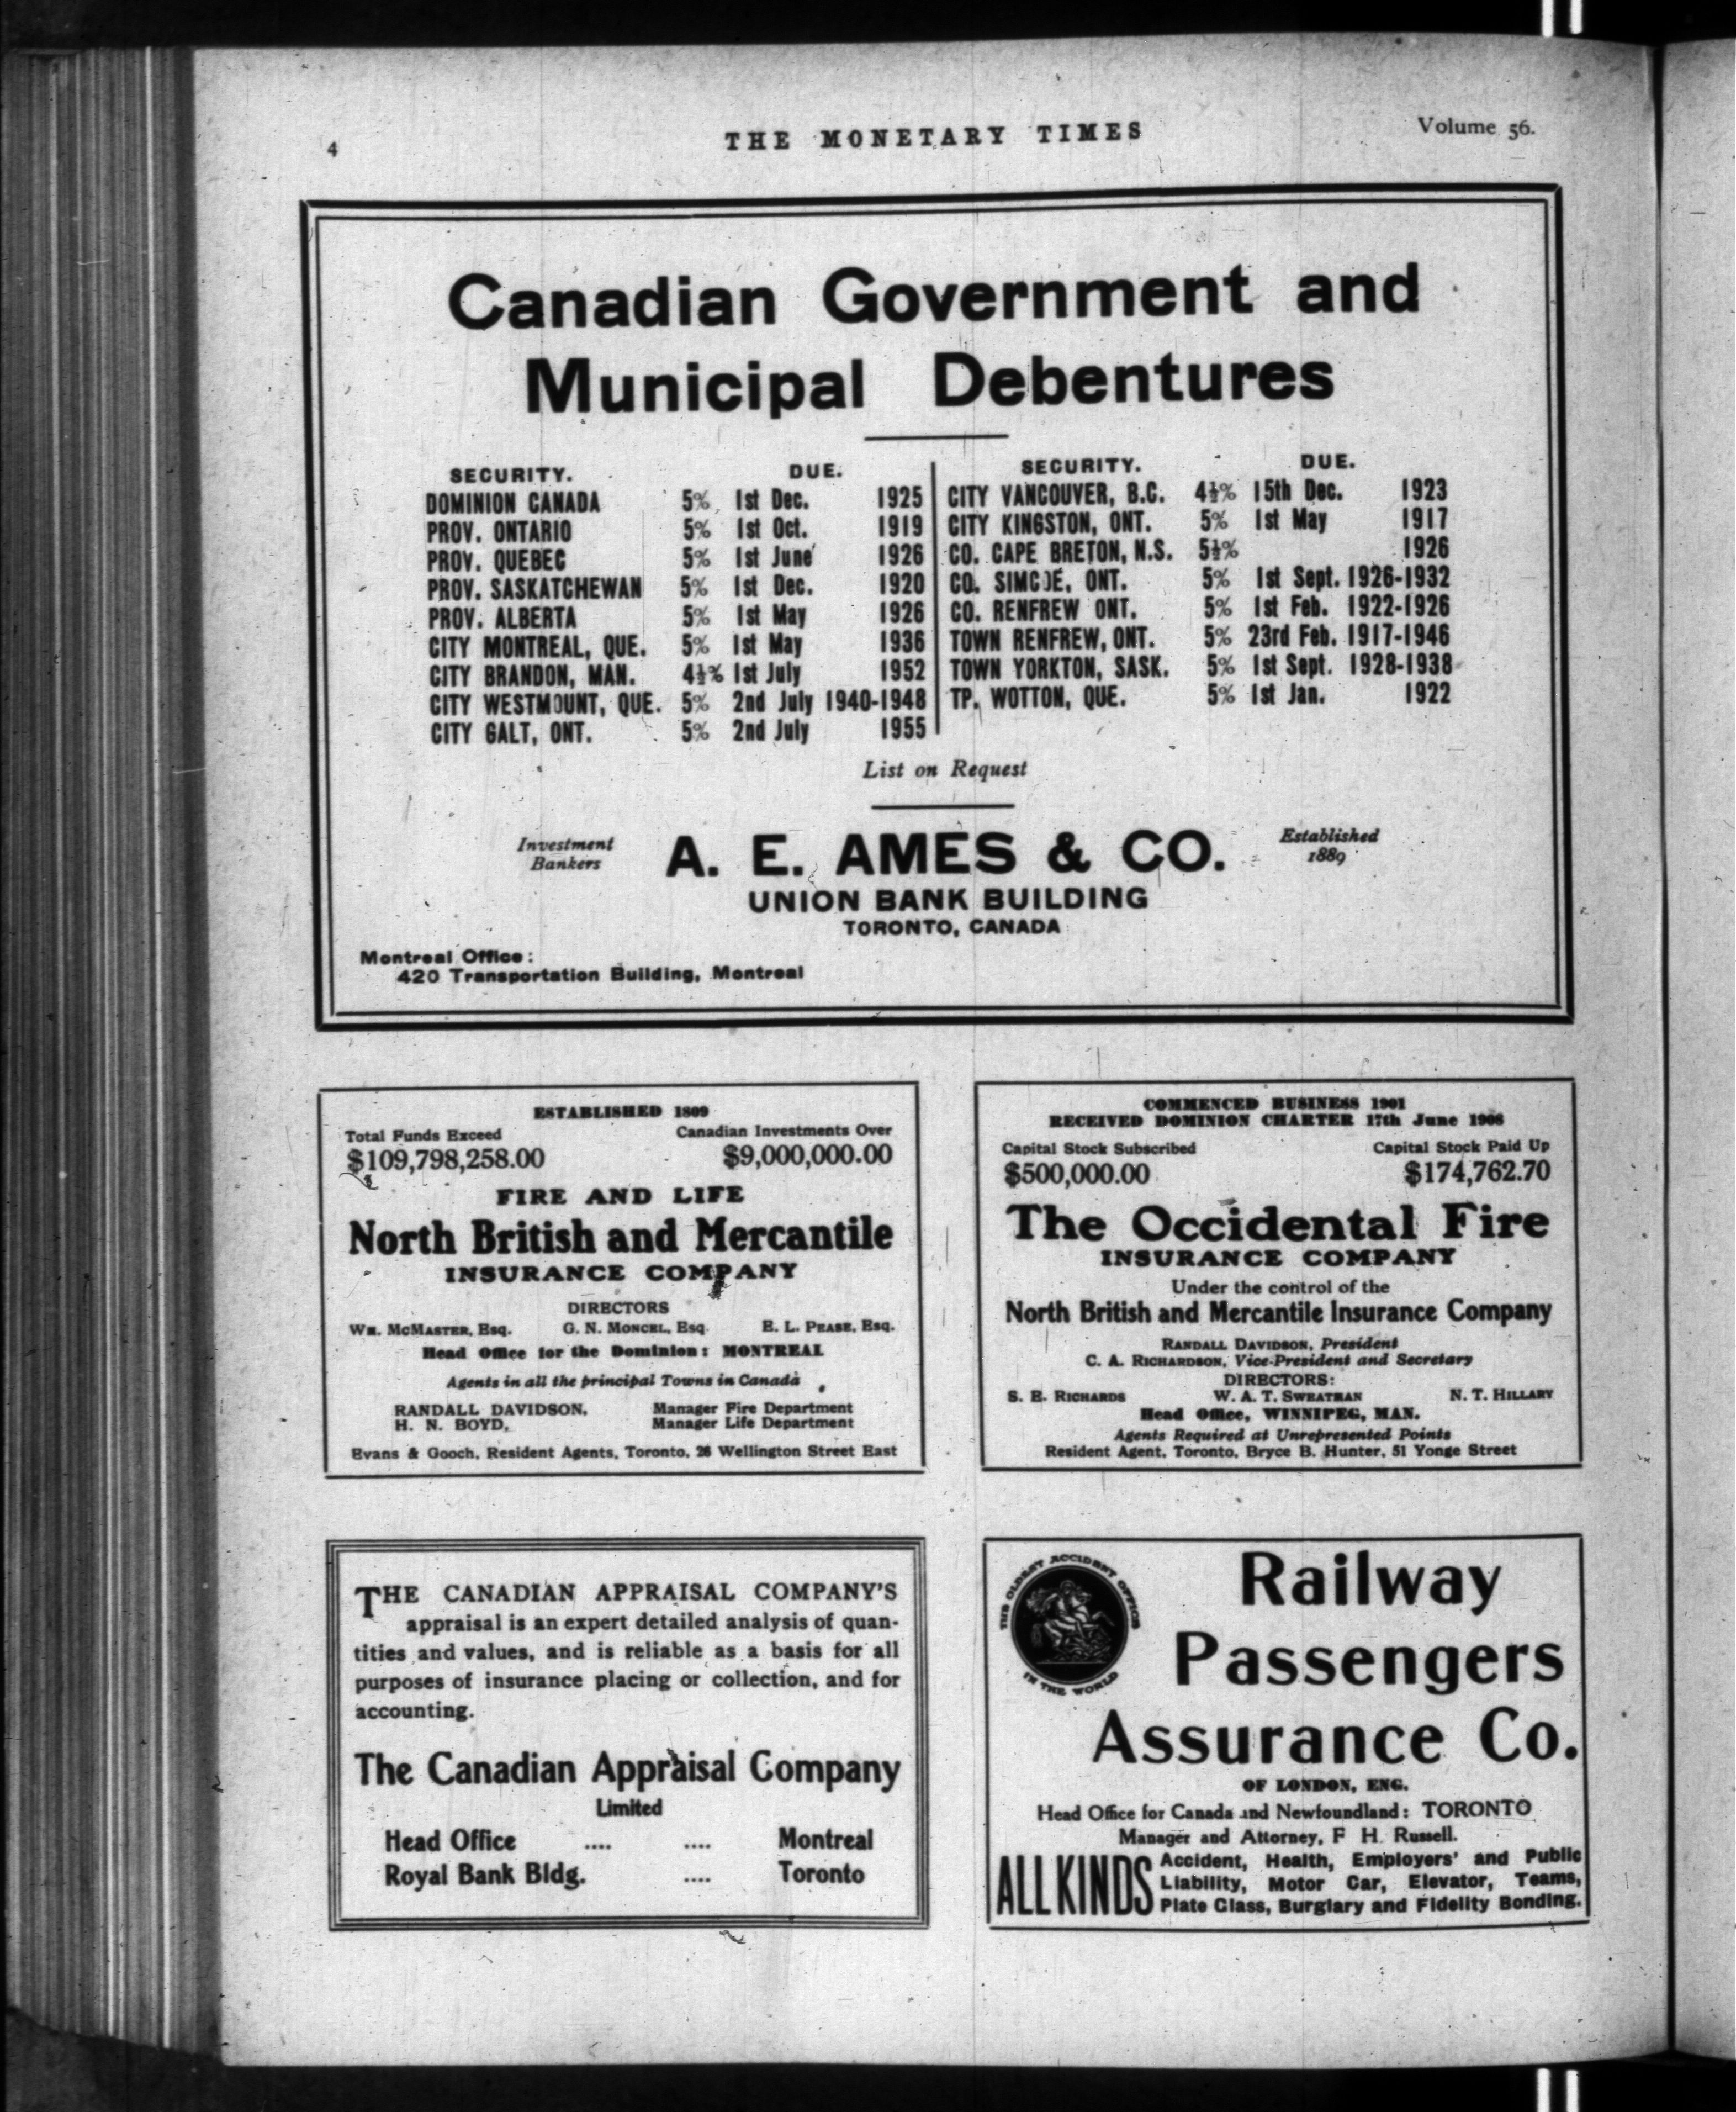 4
THE MONETARY TIMES
Volume 56.
Canadian Government and
Municipal Debentures
SECURITY. DUE.
DOMINION CANADA 5% 1st Dec. 1925
PROV. ONTARIO 5% 1st Oct. 1919
PROV. QUEBEC 5% 1st June 1926
PROV. SASKATCHEWAN 5% 1st Dec. 1920
PROV. ALBERTA 5% 1st May 1926
CITY MONTREAL, QUE. 5% 1st May 1936
CITY BRANDON, MAN. 4½% 1st July 1952
CITY WESTMOUNT, QUE. 5% 2nd July 1940-1948
CITY GALT, ONT. 5% 2nd July 1955
SECURITY. DUE.
CITY VANCOUVER, B.C. 4½% 15th Dec. 1923
CITY KINGSTON, ONT. 5% 1st May 1917
CO. CAPE BRETON, N.S. 5½% 1926
CO. SIMCOE, ONT. 5% 1st Sept. 1926-1932
CO. RENFREW ONT. 5% 1st Feb. 1922-1926
TOWN RENFREW, ONT. 5% 23rd Feb. 1917-1946
TOWN YORKTON, SASK. 5% 1st Sept. 1928-1938
TP. WOTTON, QUE. 5% 1st Jan. 1922
List on Request
Investment
Bankers
A. E. AMES & CO.
Established
1889
UNION BANK BUILDING
TORONTO, CANADA
Montreal Office:
420 Transportation Building, Montreal
ESTABLISHED 1809
Total Funds Exceed Canadian Investments Over
$109,798,258.00 $9,000,000.00
FIRE AND LIFE
North British and Mercantile
INSURANCE COMPANY
DIRECTORS
WM. MCMASTER, Esq. G. N. MONCEL, Esq. E. L. PEASE, Esq.
Head Office for the Dominion: MONTREAL
Agents in all the principal Towns in Canada
RANDALL DAVIDSON, Manager Fire Department
H. N. BOYD, Manager Life Department
Evans & Gooch, Resident Agents, Toronto, 26 Wellington Street East
COMMENCED BUSINESS 1901
RECEIVED DOMINION CHARTER 17th June 1908
Capital Stock Subscribed Capital Stock Paid Up
$500,000.00 $174,762.70
The Occidental Fire
INSURANCE COMPANY
Under the control of the
North British and Mercantile Insurance Company
RANDALL DAVIDSON, President
C. A. RICHARDSON, Vice-President and Secretary
DIRECTORS:
S. E. RICHARDS W. A. T. SWEATMAN N. T. HILLARY
Head Office, WINNIPEG, MAN.
Agents Required at Unrepresented Points
Resident Agent, Toronto, Bryce B. Hunter, 51 Yonge Street
THE CANADIAN APPRAISAL COMPANY'S
appraisal is an expert detailed analysis of quan-
tities and values, and is reliable as a basis for all
purposes of insurance placing or collection, and for
accounting.
The Canadian Appraisal Company
Limited
Head Office .... .... Montreal
Royal Bank Bldg. .... Toronto
THE OLDEST ACCIDENT OFFICE
IN THE WORLD
Railway
Passengers
Assurance Co.
OF LONDON, ENG.
Head Office for Canada and Newfoundland: TORONTO
Manager and Attorney, F H. Russell.
ALL KINDS
Accident, Health, Employers' and Public
Liability, Motor Car, Elevator, Teams,
Plate Glass, Burglary and Fidelity Bonding.